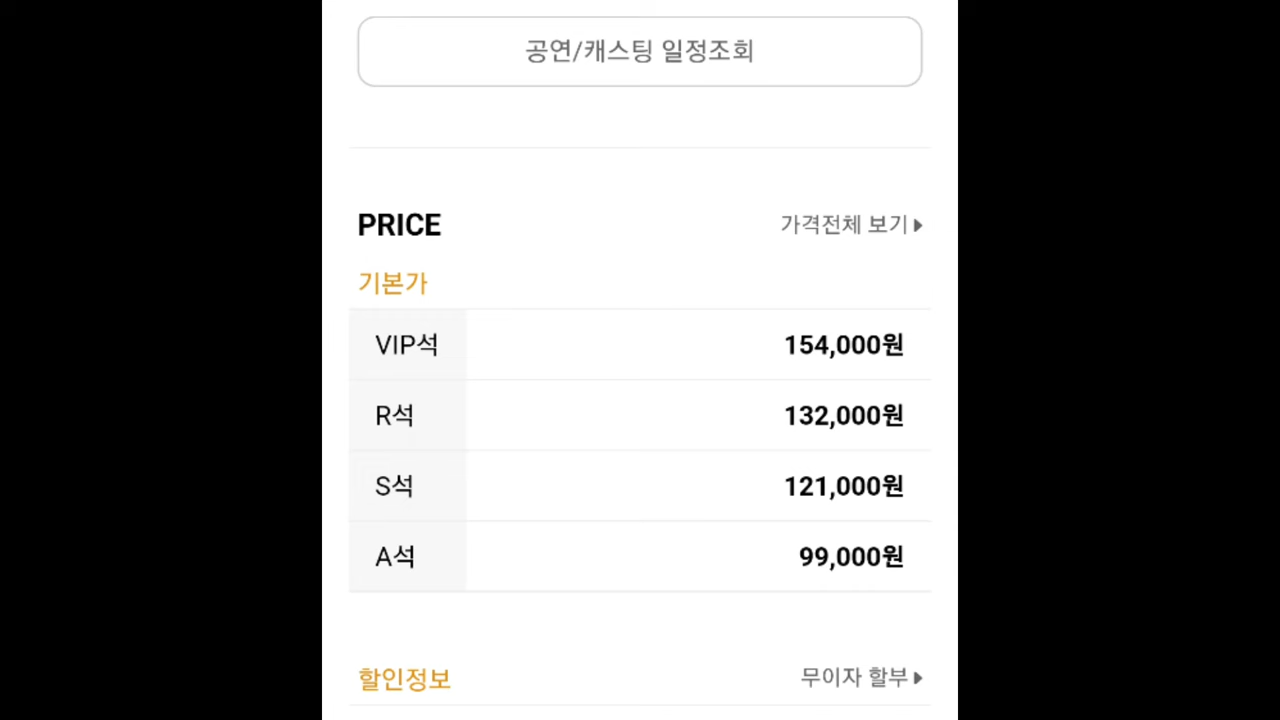 공연/캐스팅 일정조회
PRICE 가격전체 보기
기본가
VIP석 154,000원
R석 132,000원
S석 121,000원
A석 99,000원
할인정보 무이자 할부